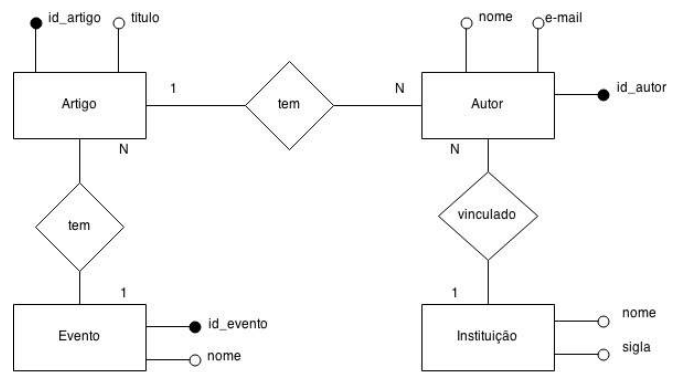 id_artigo
titulo
nome
e-mail
id_autor
Artigo
1
tem
N
Autor
N
N
tem
vinculado
1
1
Evento
id_evento
nome
Instituição
nome
sigla